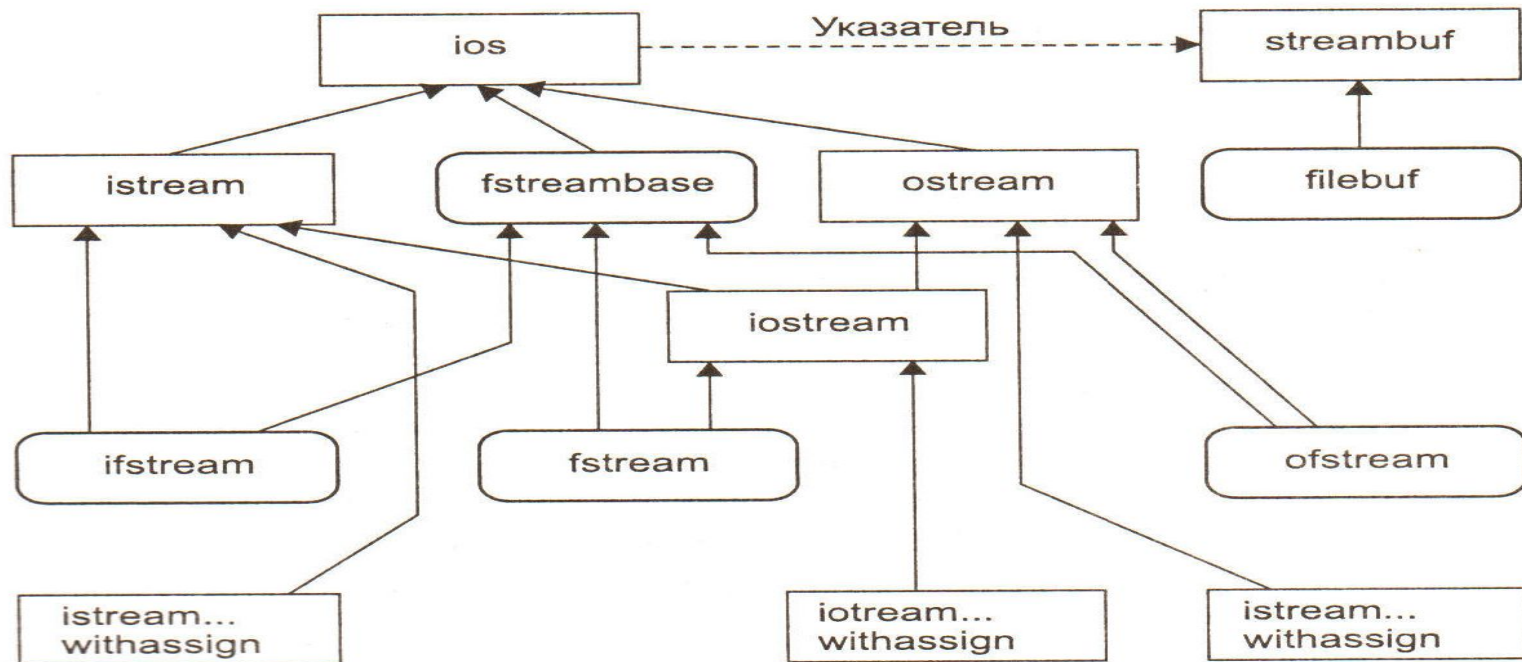 ios
Указатель
streambuf
istream
fstreambase
ostream
filebuf
iostream
ifstream
fstream
ofstream
istream...
withassign
iotream...
withassign
istream...
withassign